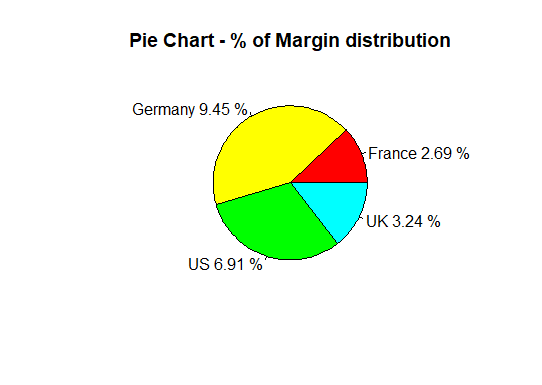 Pie Chart - % of Margin distribution
Germany 9.45 %
France 2.69 %
UK 3.24 %
US 6.91 %